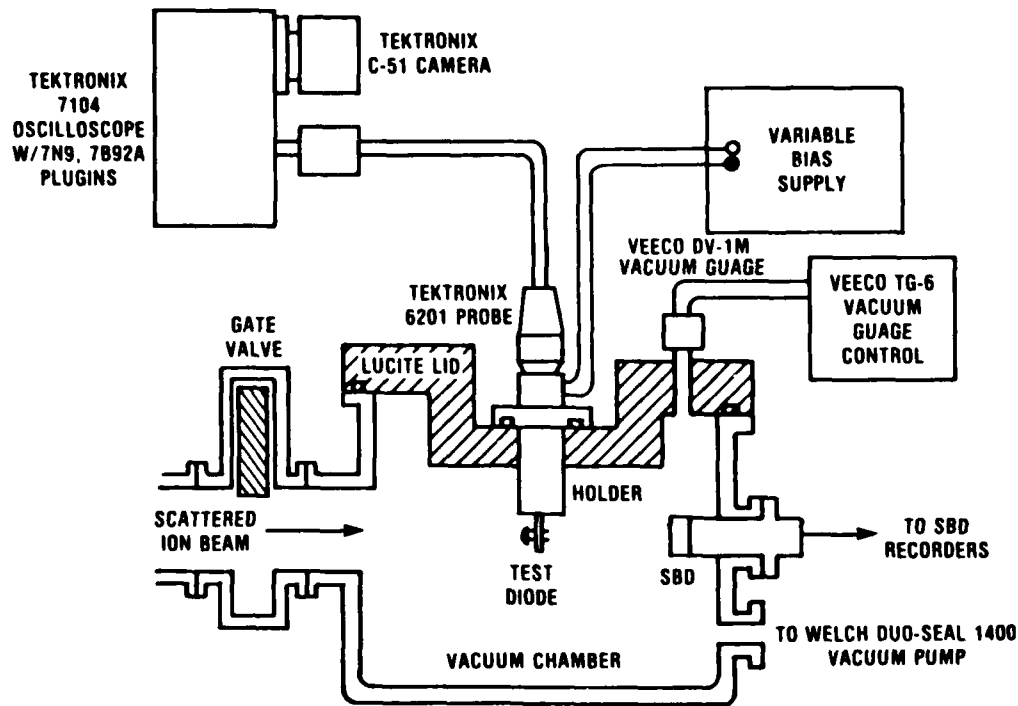 TEKTRONIX
7104
OSCILLOSCOPE
W/7N9, 7B92A
PLUGINS
TEKTRONIX
C-51 CAMERA
VARIABLE
BIAS
SUPPLY
VEECO DV-1M
VACUUM GUAGE
VEECO TG-6
VACUUM
GUAGE
CONTROL
TEKTRONIX
6201 PROBE
GATE
VALVE
LUCITE LID
HOLDER
SCATTERED
ION BEAM
TEST
DIODE
SBD
TO SBD
RECORDERS
TO WELCH DUO-SEAL 1400
VACUUM PUMP
VACUUM CHAMBER